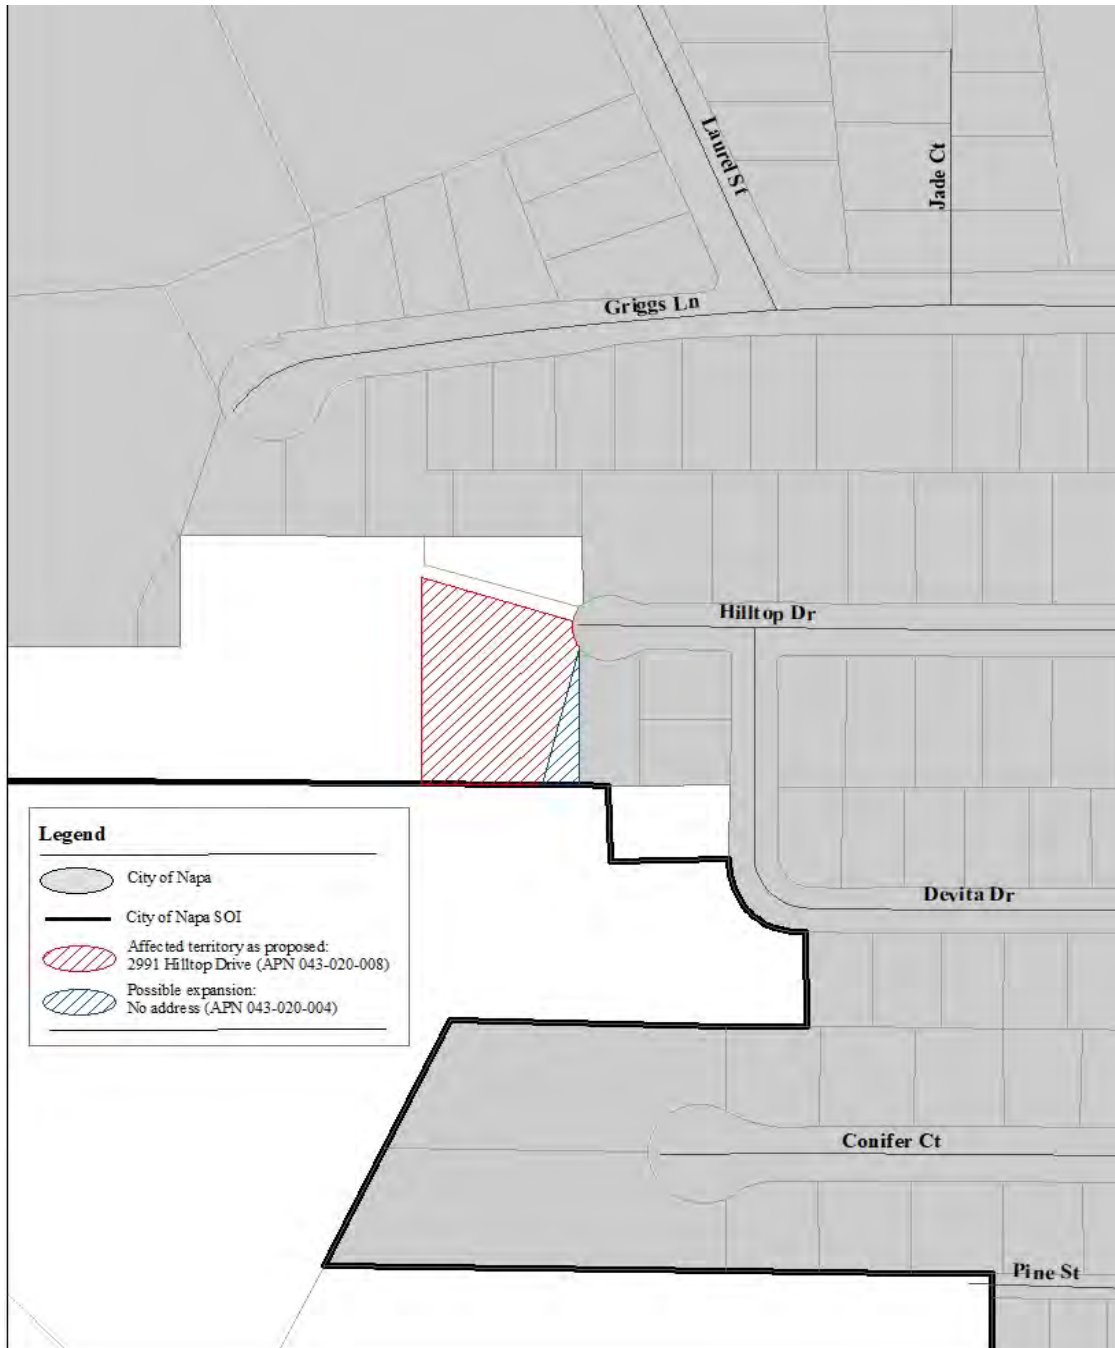 Laurel St
Jade Ct
Griggs Ln
Hilltop Dr
Legend
City of Napa
City of Napa SOI
Affected territory as proposed:
2991 Hilltop Drive (APN 043-020-008)
Possible expansion:
No address (APN 043-020-004)
Devita Dr
Conifer Ct
Pine St